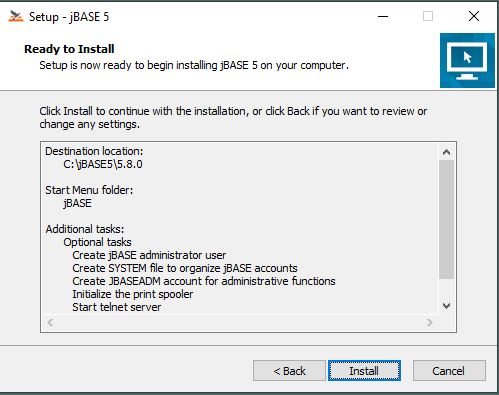 Setup - jBASE 5
Ready to Install
Setup is now ready to begin installing jBASE 5 on your computer.
Click Install to continue with the installation, or click Back if you want to review or
change any settings.
Destination location:
C:\jBASE5\5.8.0
Start Menu folder:
jBASE
Additional tasks:
Optional tasks
Create jBASE administrator user
Create SYSTEM file to organize jBASE accounts
Create JBASEADM account for administrative functions
Initialize the print spooler
Start telnet server
< Back
Install
Cancel